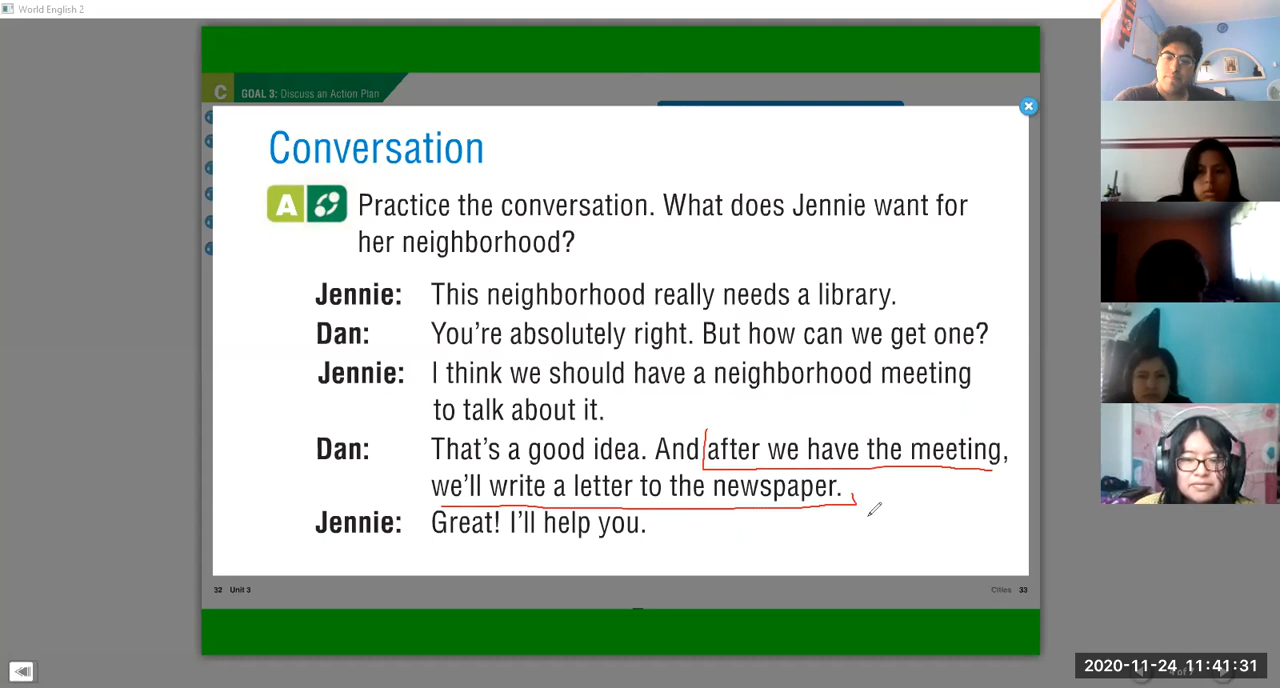 World English 2
C GOAL 3: Discuss an Action Plan
Conversation
A Practice the conversation. What does Jennie want for
her neighborhood?
Jennie: This neighborhood really needs a library.
Dan: You're absolutely right. But how can we get one?
Jennie: I think we should have a neighborhood meeting
to talk about it.
Dan: That's a good idea. And after we have the meeting,
we'll write a letter to the newspaper.
Jennie: Great! I'll help you.
32 Unit 3
Cities 33
2020-11-24 11:41:31